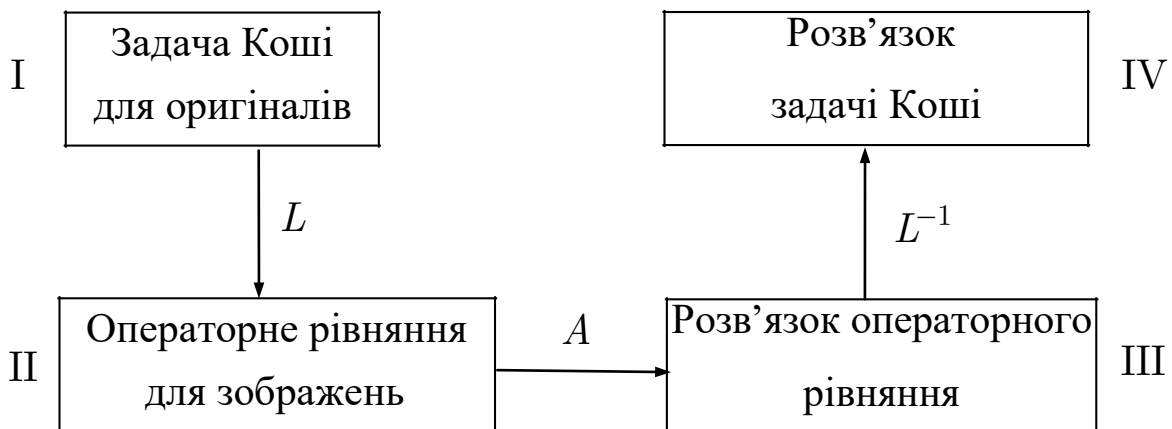 I
Задача Коші
для оригіналів
L
II
Операторне рівняння
для зображень
A
Розв’язок операторного
рівняння
III
L⁻¹
Розв’язок
задачі Коші
IV